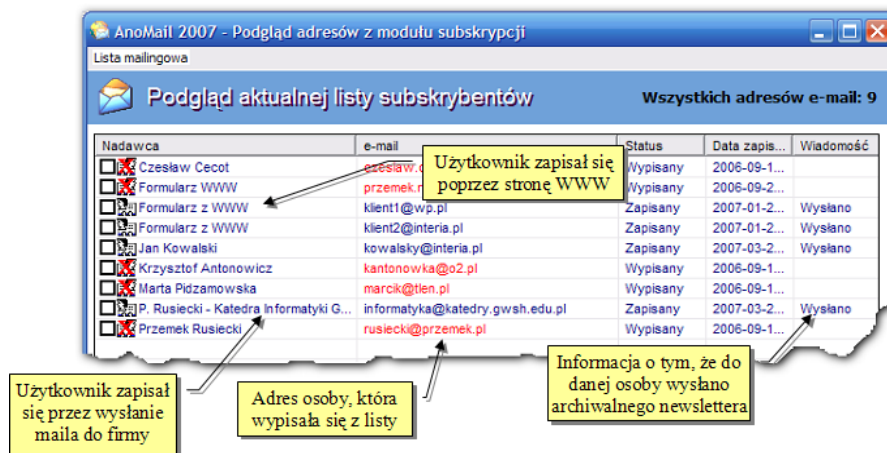 AnoMail 2007 - Podgląd adresów z modułu subskrypcji
Lista mailingowa
Podgląd aktualnej listy subskrybentów Wszystkich adresów e-mail: 9
Nadawca e-mail Status Data zapis... Wiadomość
Czesław Cecot Wypisany 2006-09-1...
Formularz WWW Wypisany 2006-09-2...
Formularz z WWW klient1@wp.pl Zapisany 2007-01-2... Wysłano
Formularz z WWW klient2@interia.pl Zapisany 2007-01-2... Wysłano
Jan Kowalski kowalsky@interia.pl Zapisany 2007-03-2... Wysłano
Krzysztof Antonowicz kantonowka@o2.pl Wypisany 2006-09-1...
Marta Pidzamowska marcik@tlen.pl Wypisany 2006-09-1...
P. Rusiecki - Katedra Informatyki G... informatyka@katedry.gwsh.edu.pl Zapisany 2007-03-2... Wysłano
Przemek Rusiecki rusiecki@przemek.pl Wypisany 2006-09-1...
Użytkownik zapisał się
poprzez stronę WWW
Użytkownik zapisał
się przez wysłanie
maila do firmy
Adres osoby, która
wypisała się z listy
Informacja o tym, że do
danej osoby wysłano
archiwalnego newslettera